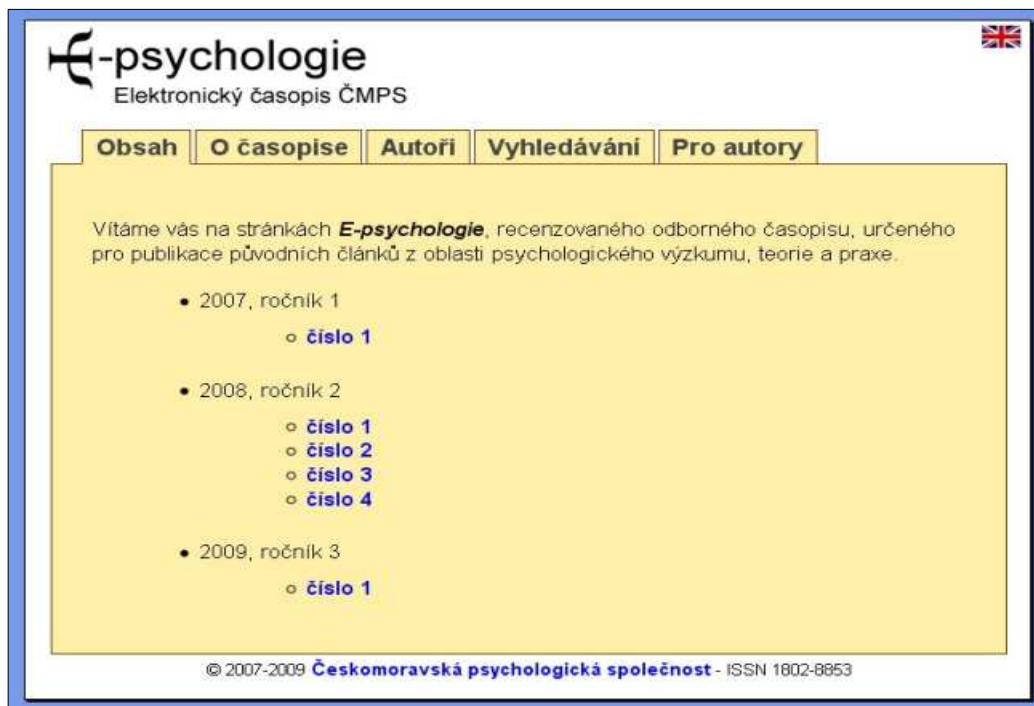 E-psychologie
Elektronický časopis ČMPS
Obsah O časopise Autoři Vyhledávání Pro autory
Vítáme vás na stránkách E-psychologie, recenzovaného odborného časopisu, určeného
pro publikace původních článků z oblasti psychologického výzkumu, teorie a praxe.
• 2007, ročník 1
o číslo 1
• 2008, ročník 2
o číslo 1
o číslo 2
o číslo 3
o číslo 4
• 2009, ročník 3
o číslo 1
© 2007-2009 Českomoravská psychologická společnost - ISSN 1802-8853